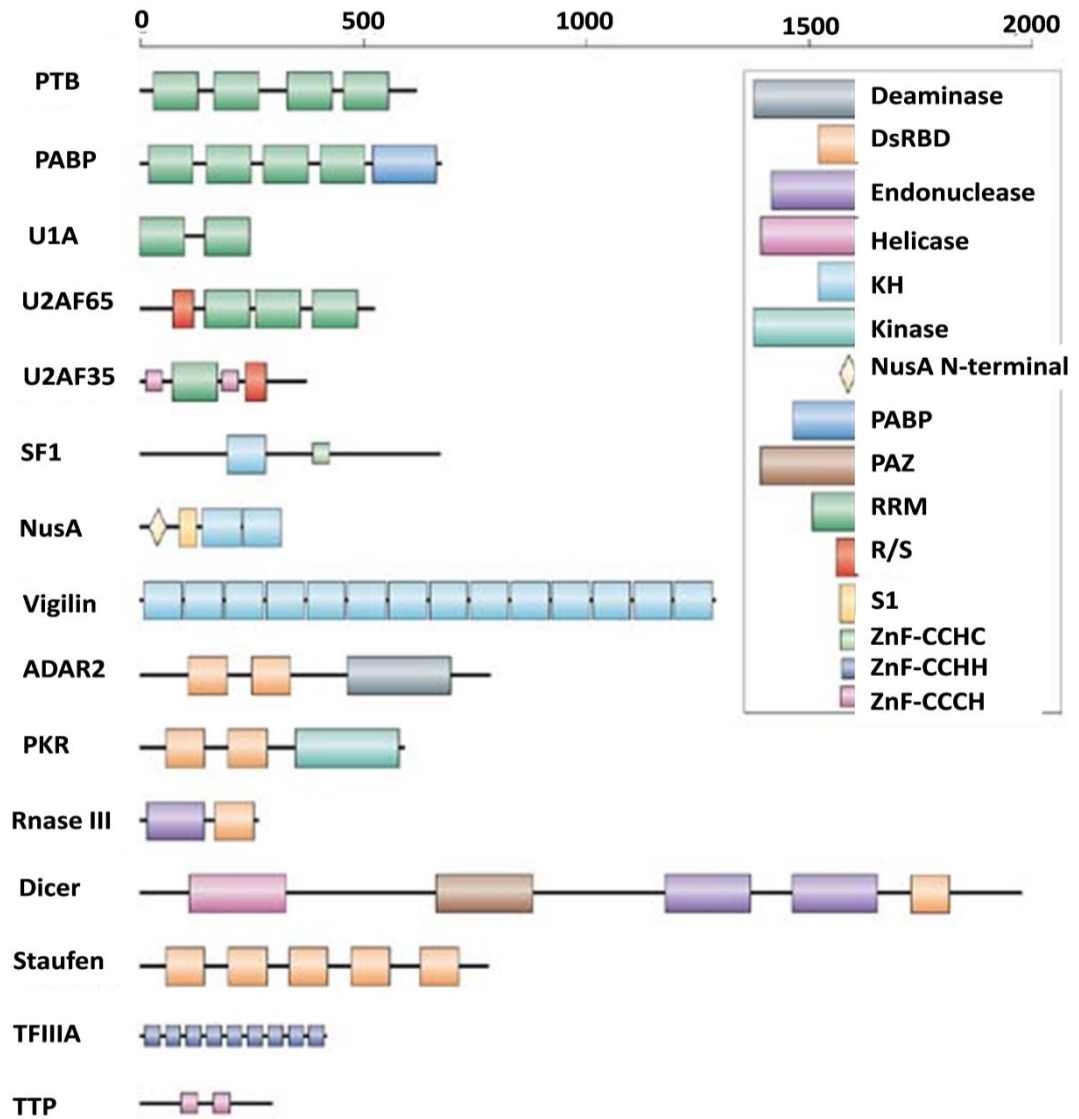 0 500 1000 1500 2000
PTB
PABP
U1A
U2AF65
U2AF35
SF1
NusA
Vigilin
ADAR2
PKR
Rnase III
Dicer
Staufen
TFIIIA
TTP
Deaminase
DsRBD
Endonuclease
Helicase
KH
Kinase
NusA N-terminal
PABP
PAZ
RRM
R/S
S1
ZnF-CCHC
ZnF-CCHH
ZnF-CCCH